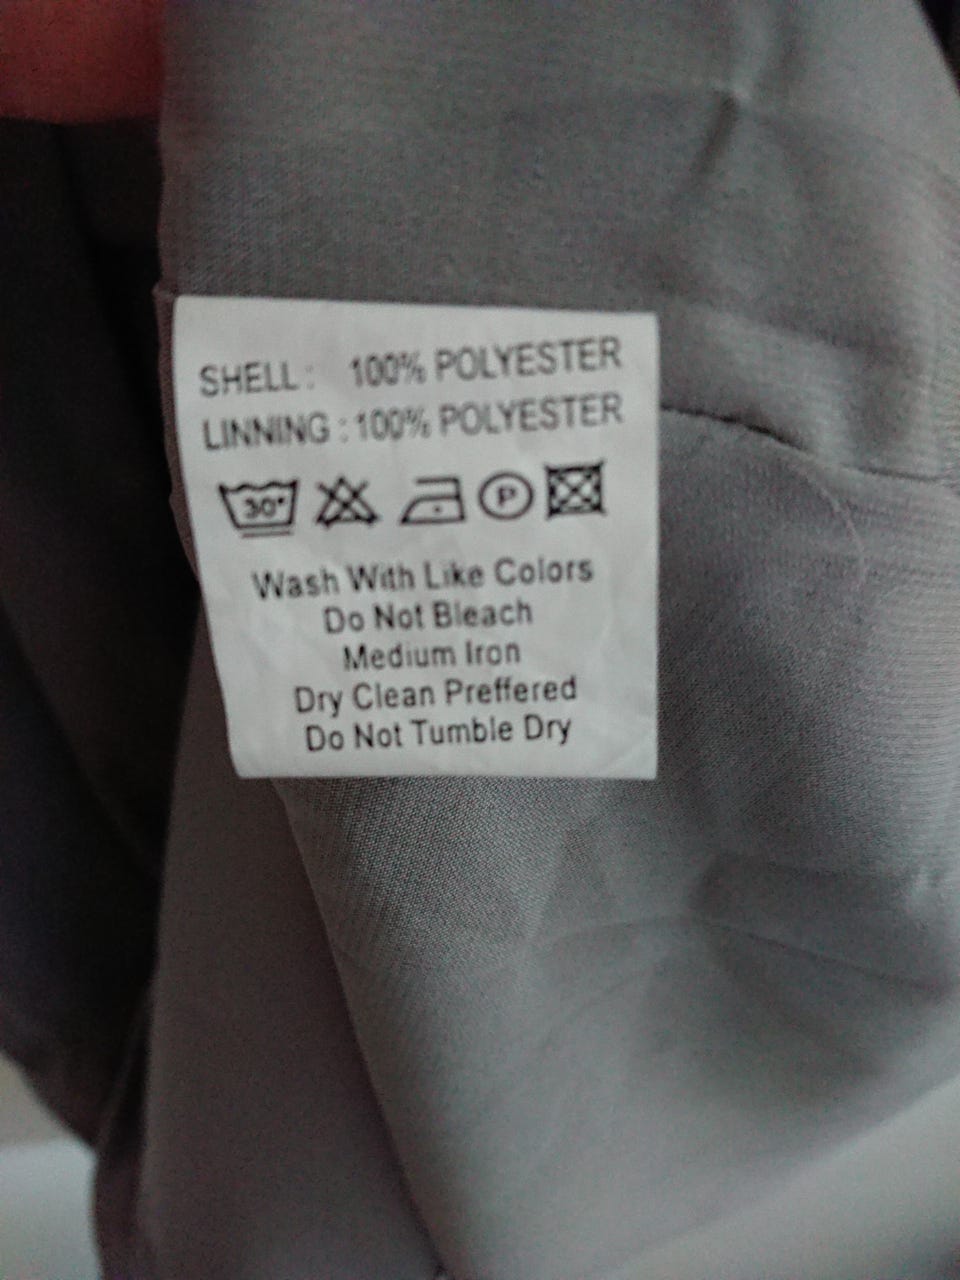 SHELL : 100% POLYESTER
LINNING : 100% POLYESTER
30° P
Wash With Like Colors
Do Not Bleach
Medium Iron
Dry Clean Preffered
Do Not Tumble Dry